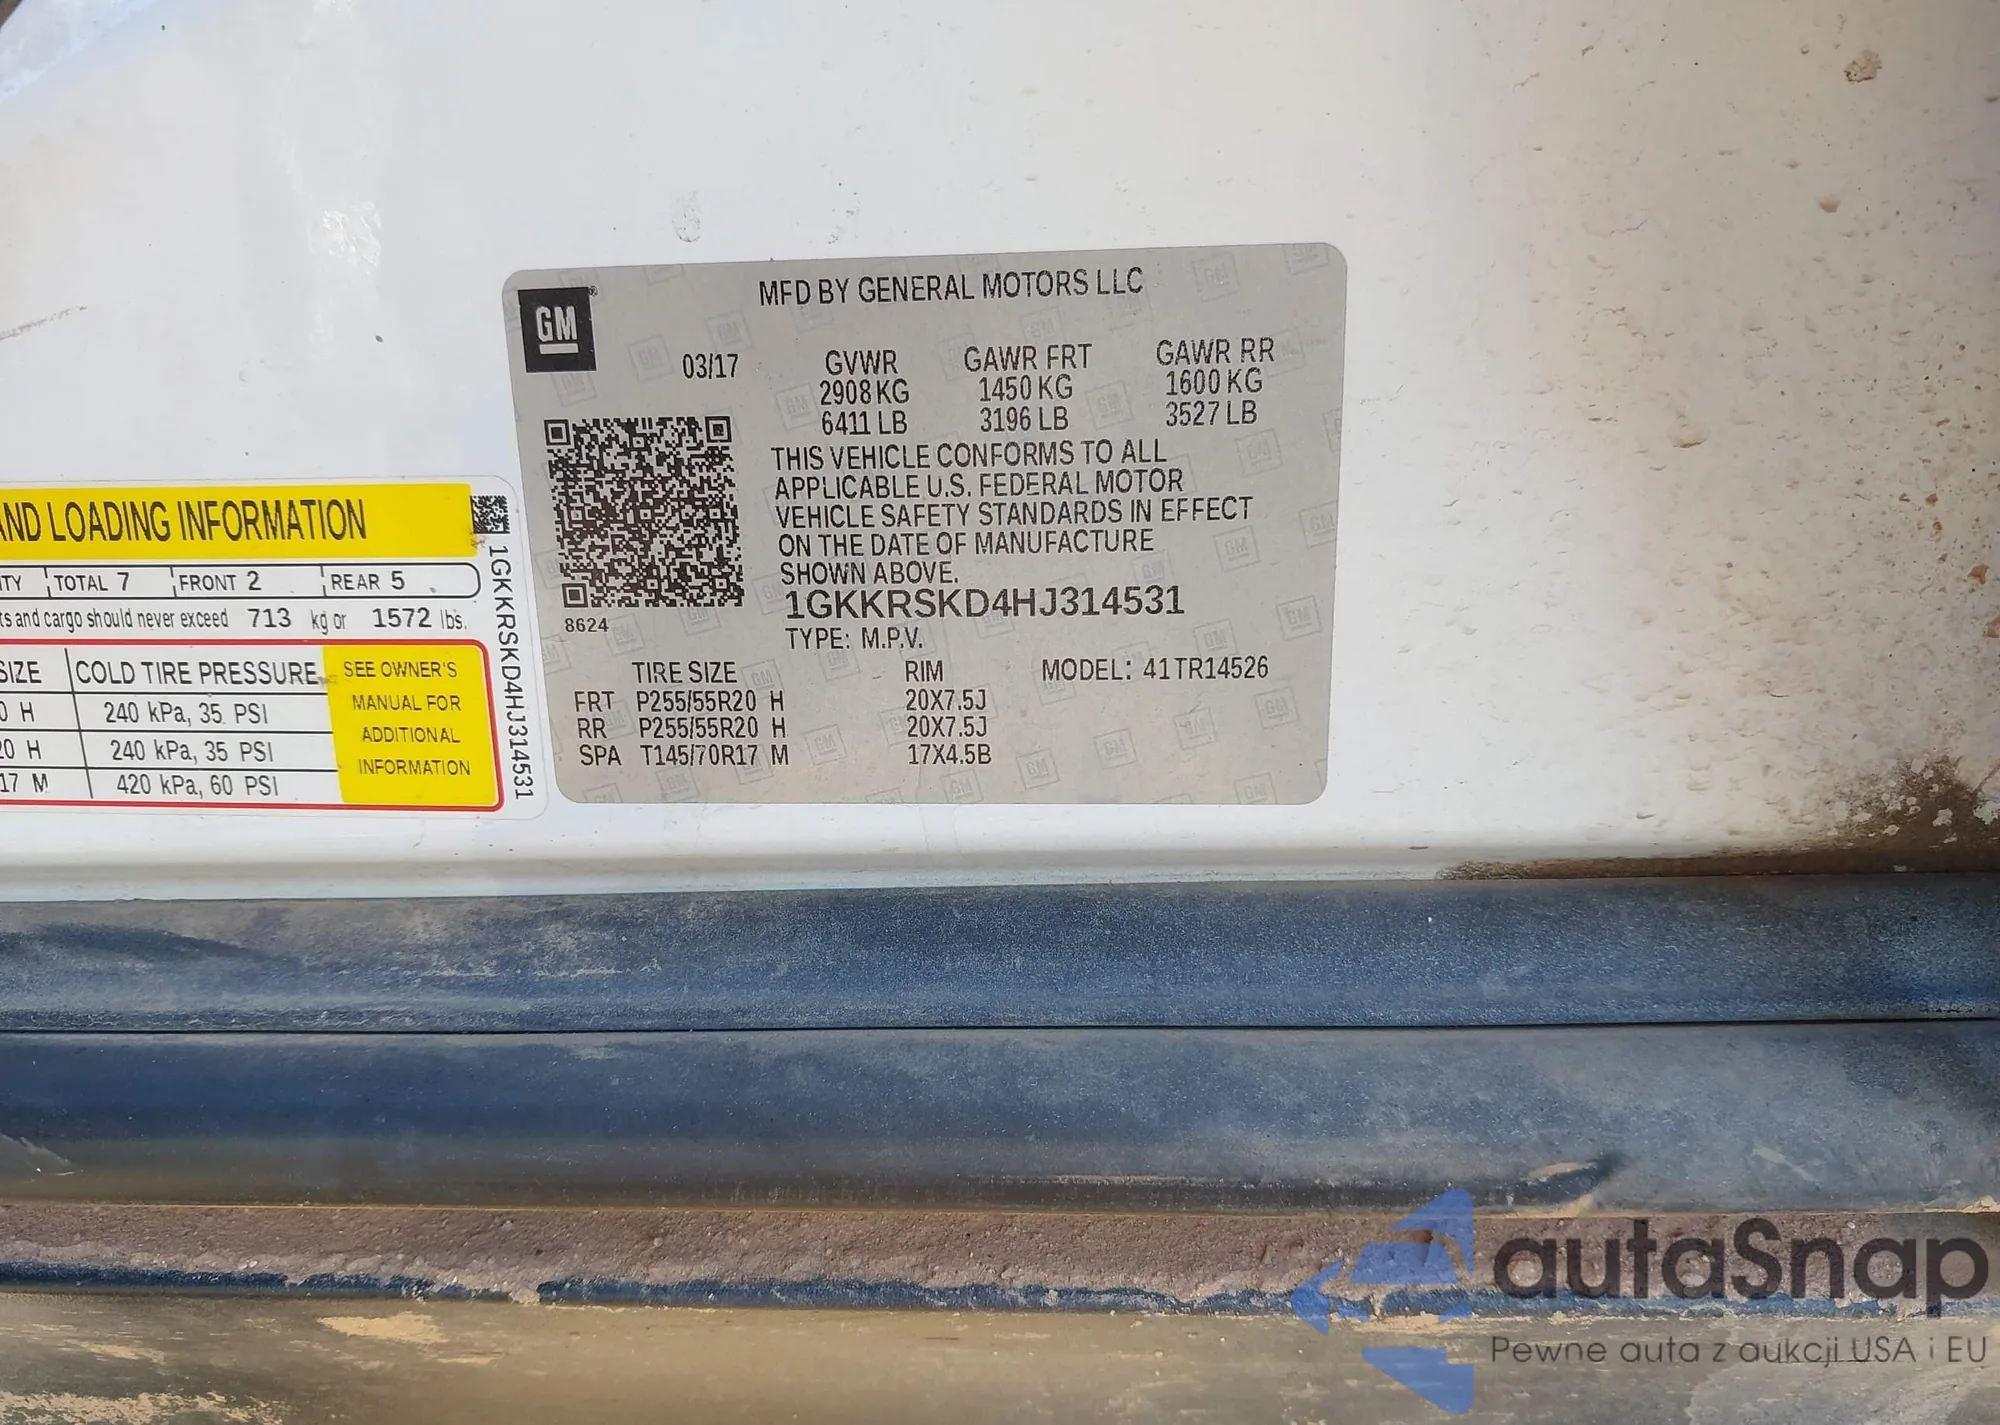 MFD BY GENERAL MOTORS LLC
GM
®
03/17 GVWR GAWR FRT GAWR RR
2908 KG 1450 KG 1600 KG
6411 LB 3196 LB 3527 LB
THIS VEHICLE CONFORMS TO ALL
APPLICABLE U.S. FEDERAL MOTOR
VEHICLE SAFETY STANDARDS IN EFFECT
ON THE DATE OF MANUFACTURE
SHOWN ABOVE.
1GKKRSKD4HJ314531
8624
TYPE: M.P.V.
TIRE SIZE RIM MODEL: 41TR14526
FRT P255/55R20 H 20X7.5J
RR P255/55R20 H 20X7.5J
SPA T145/70R17 M 17X4.5B
AND LOADING INFORMATION
TOTAL 7 FRONT 2 REAR 5
and cargo should never exceed 713 kg or 1572 lbs.
SIZE COLD TIRE PRESSURE
0 H 240 kPa, 35 PSI
20 H 240 kPa, 35 PSI
17 M 420 kPa, 60 PSI
SEE OWNER'S
MANUAL FOR
ADDITIONAL
INFORMATION
1GKKRSKD4HJ314531
autaSnap
Pewne auta z aukcji USA i EU